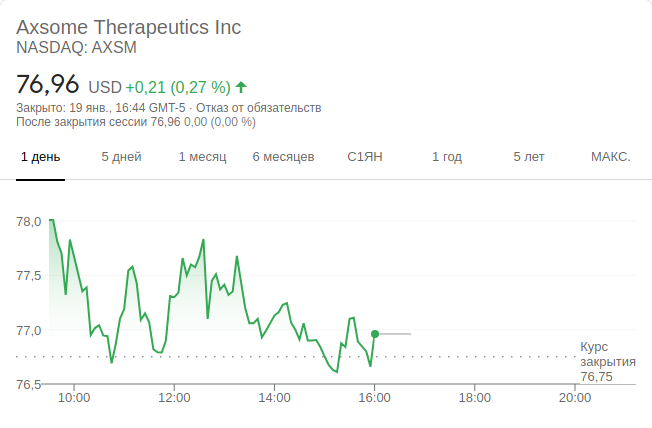 Axsome Therapeutics Inc
NASDAQ: AXSM
76,96 USD +0,21 (0,27 %)
Закрыто: 19 янв., 16:44 GMT-5 · Отказ от обязательств
После закрытия сессии 76,96 0,00 (0,00 %)
1 день 5 дней 1 месяц 6 месяцев С1ЯН 1 год 5 лет МАКС.
78,0
77,5
77,0
Курс
закрытия
76,75
76,5
10:00 12:00 14:00 16:00 18:00 20:00